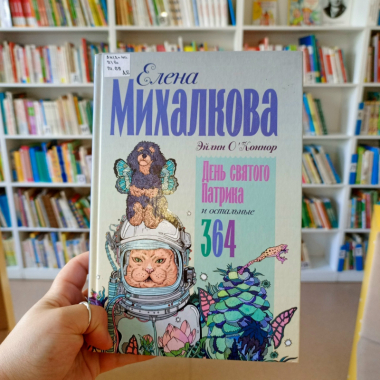 Елена
МИХАЛКОВА
Эйлин О'Коннор
День святого
Патрика
и остальные
364